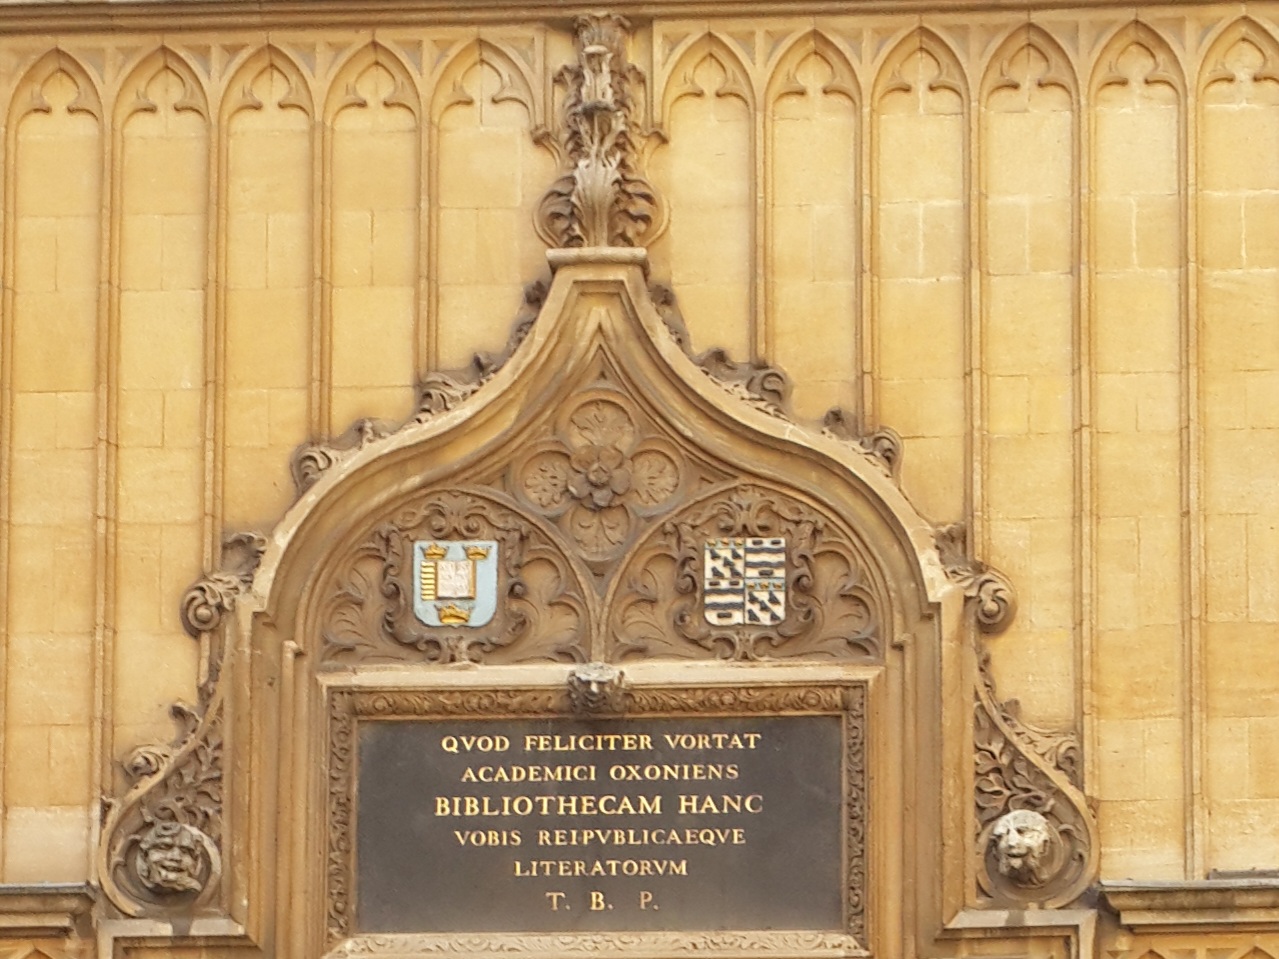 QVOD FELICITER VORTAT
ACADEMICI OXONIENS
BIBLIOTHECAM HANC
VOBIS REIPVBLICAEQVE
LITERATORVM
T. B. P.